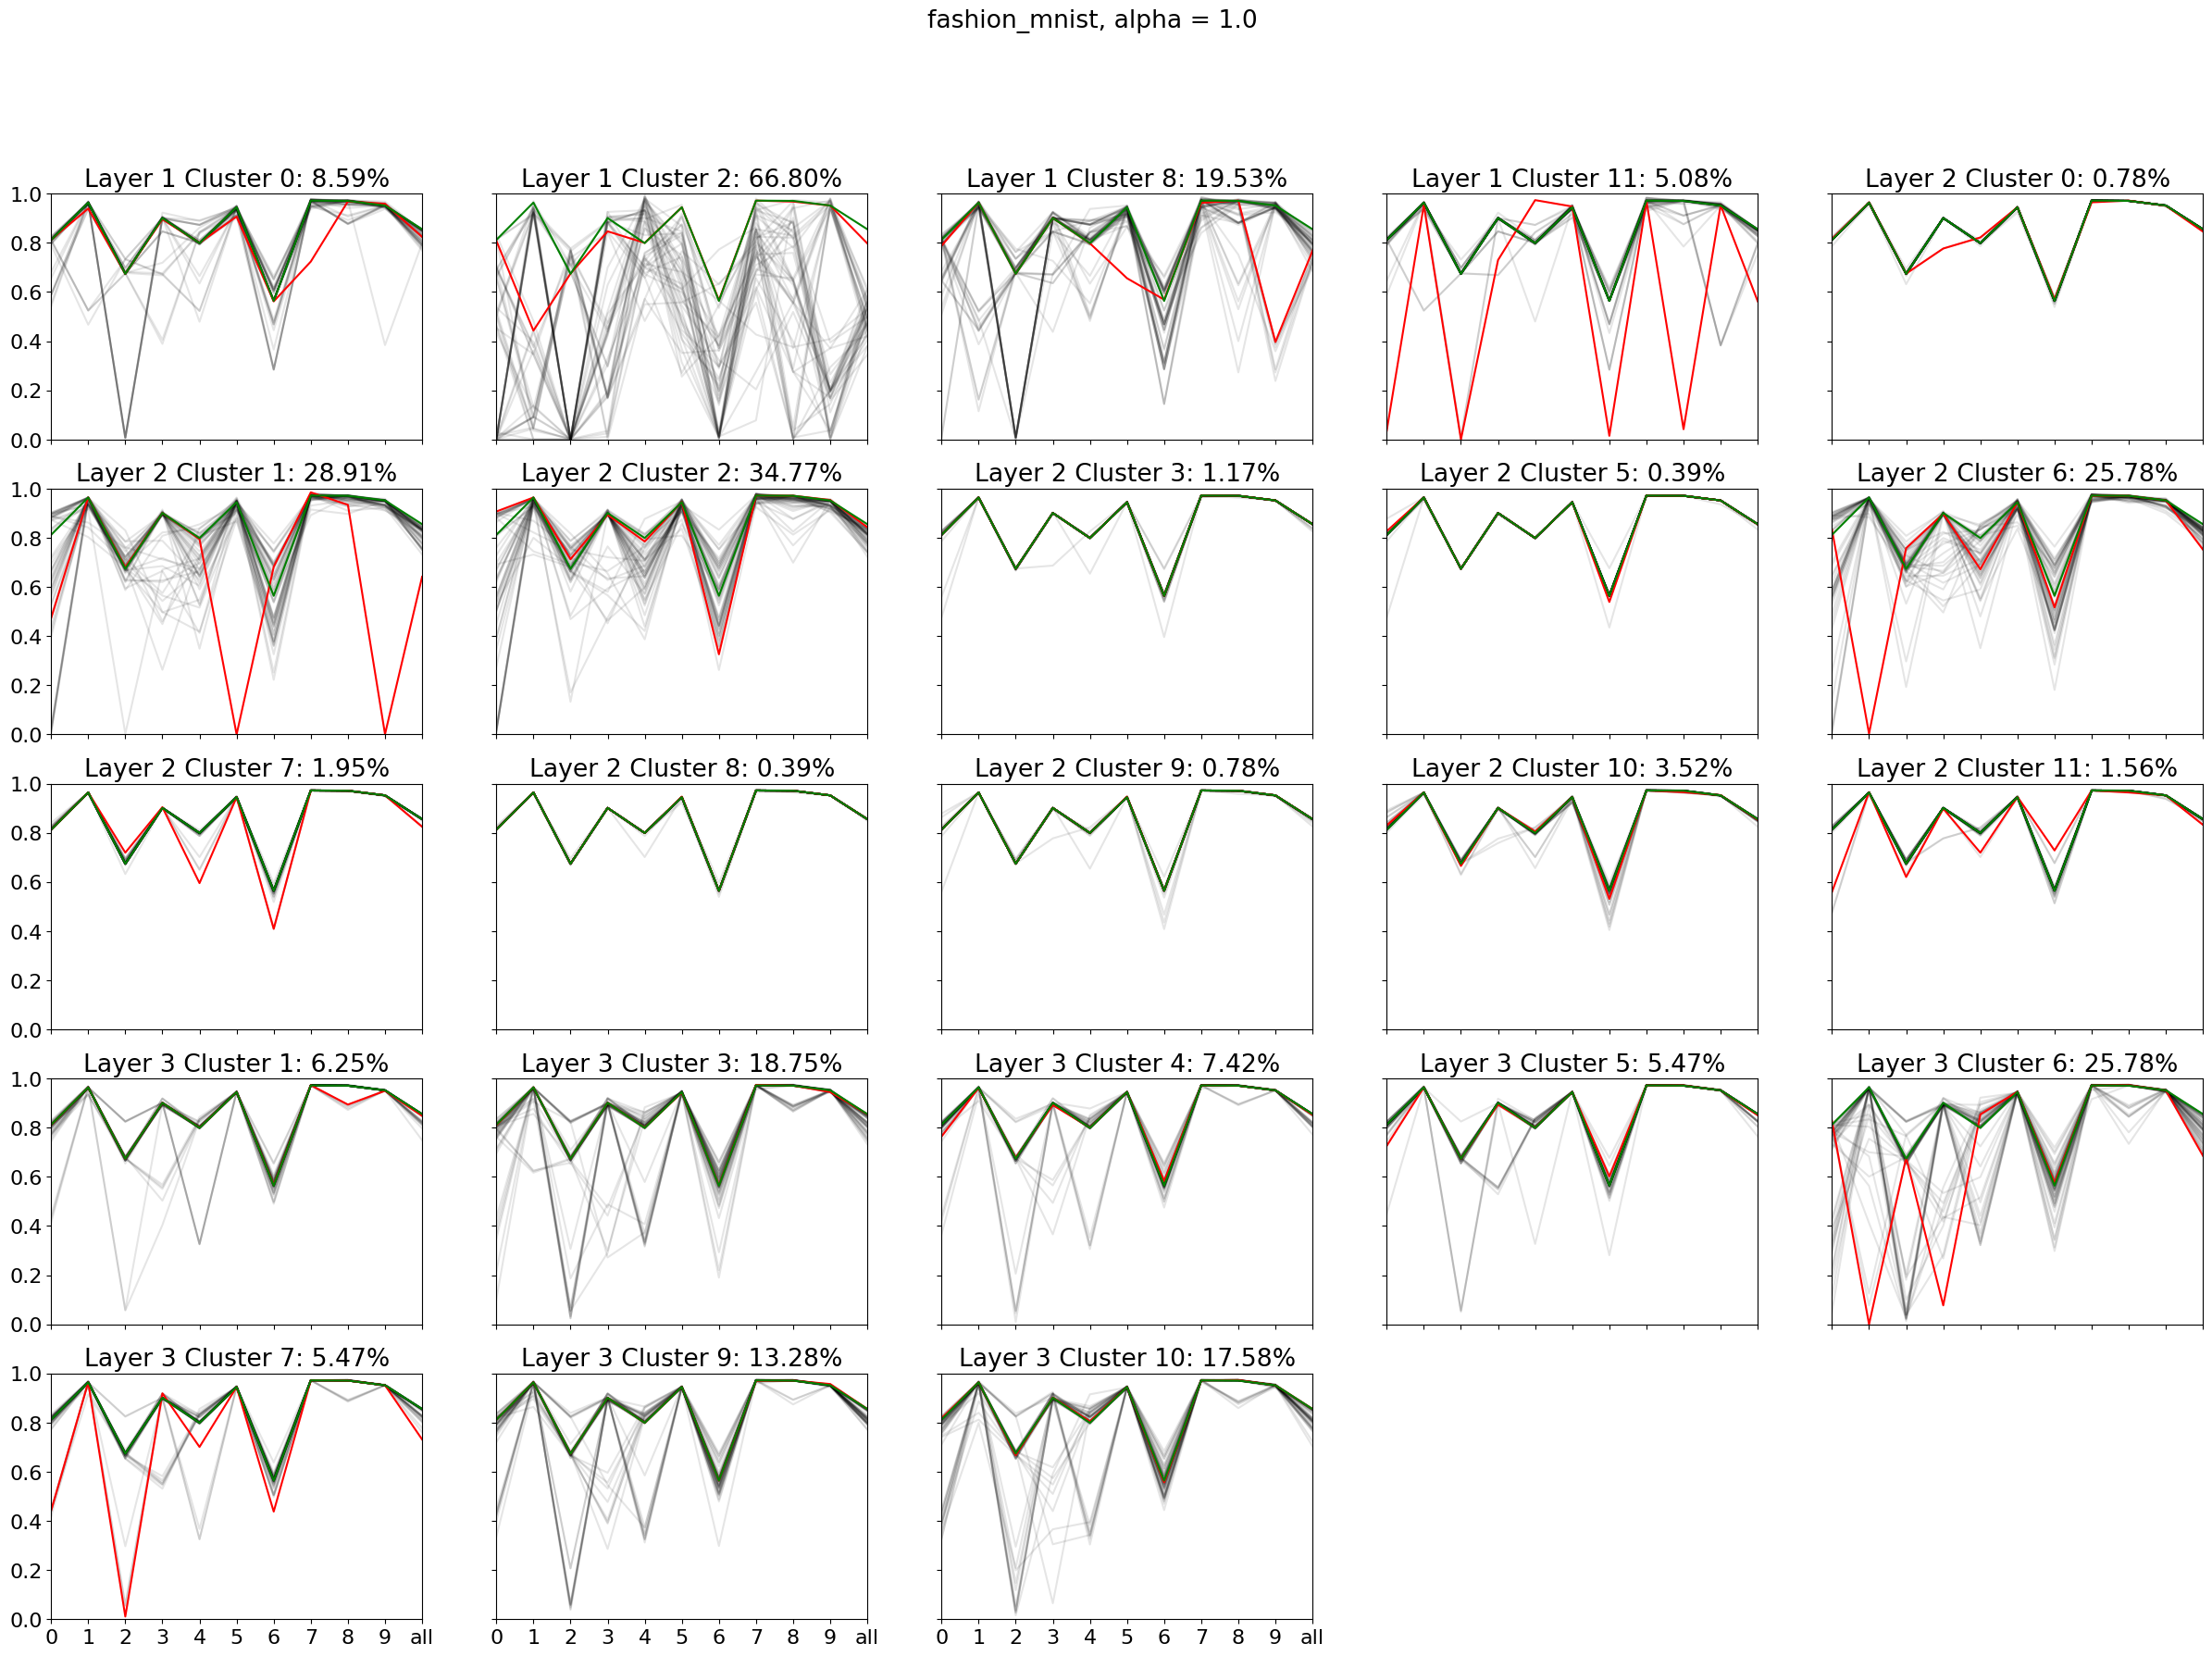 fashion_mnist, alpha = 1.0
Layer 1 Cluster 0: 8.59%
Layer 1 Cluster 2: 66.80%
Layer 1 Cluster 8: 19.53%
Layer 1 Cluster 11: 5.08%
Layer 2 Cluster 0: 0.78%
1.0
0.8
0.6
0.4
0.2
0.0
Layer 2 Cluster 1: 28.91%
Layer 2 Cluster 2: 34.77%
Layer 2 Cluster 3: 1.17%
Layer 2 Cluster 5: 0.39%
Layer 2 Cluster 6: 25.78%
1.0
0.8
0.6
0.4
0.2
0.0
Layer 2 Cluster 7: 1.95%
Layer 2 Cluster 8: 0.39%
Layer 2 Cluster 9: 0.78%
Layer 2 Cluster 10: 3.52%
Layer 2 Cluster 11: 1.56%
1.0
0.8
0.6
0.4
0.2
0.0
Layer 3 Cluster 1: 6.25%
Layer 3 Cluster 3: 18.75%
Layer 3 Cluster 4: 7.42%
Layer 3 Cluster 5: 5.47%
Layer 3 Cluster 6: 25.78%
1.0
0.8
0.6
0.4
0.2
0.0
Layer 3 Cluster 7: 5.47%
Layer 3 Cluster 9: 13.28%
Layer 3 Cluster 10: 17.58%
1.0
0.8
0.6
0.4
0.2
0.0
0 1 2 3 4 5 6 7 8 9 all
0 1 2 3 4 5 6 7 8 9 all
0 1 2 3 4 5 6 7 8 9 all